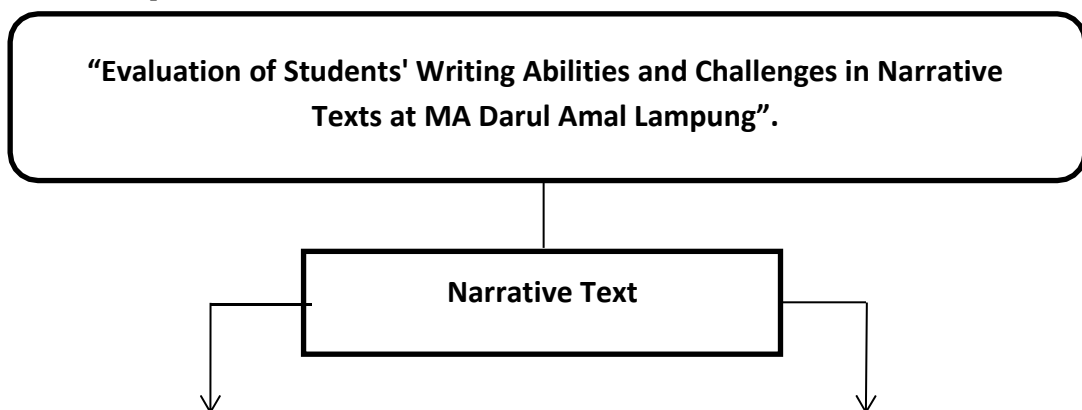 “Evaluation of Students' Writing Abilities and Challenges in Narrative
Texts at MA Darul Amal Lampung”.
Narrative Text